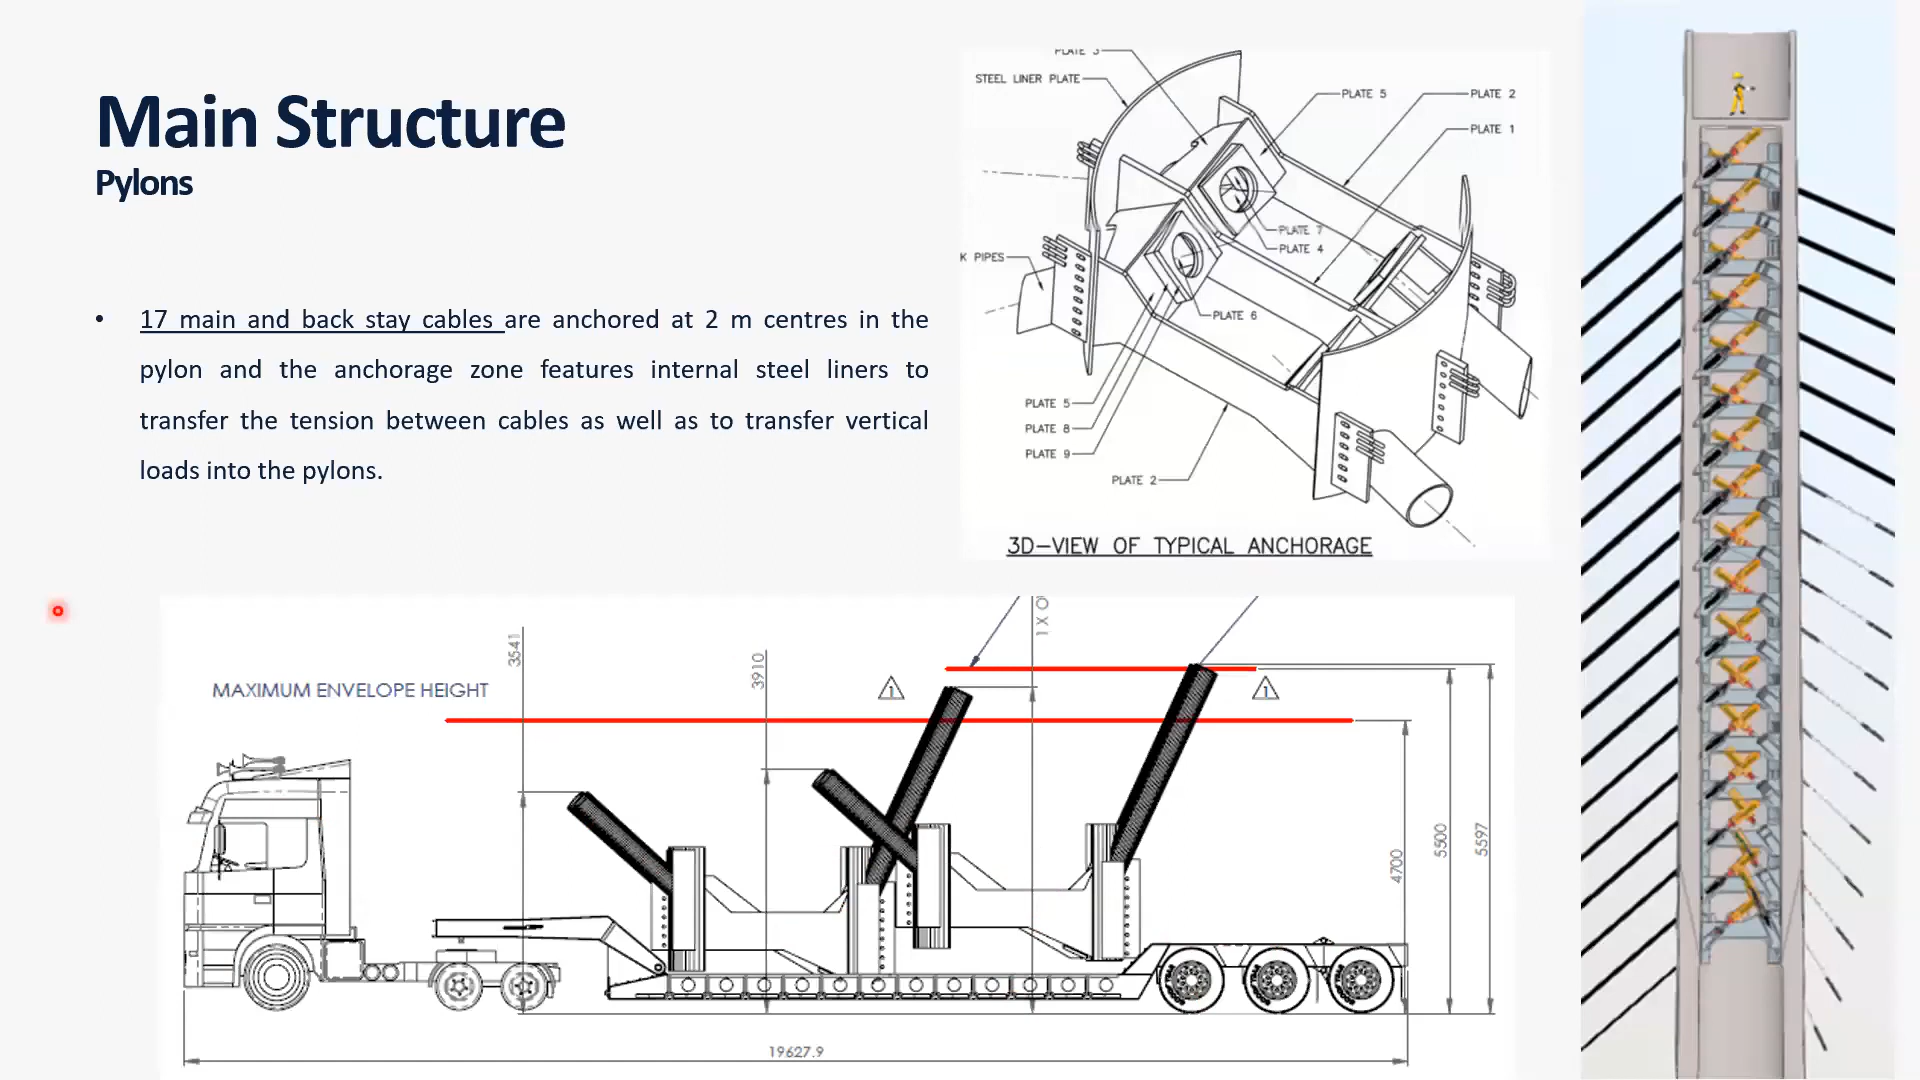 Main Structure
Pylons
• 17 main and back stay cables are anchored at 2 m centres in the
pylon and the anchorage zone features internal steel liners to
transfer the tension between cables as well as to transfer vertical
loads into the pylons.
PLATE 3
STEEL LINER PLATE
PLATE 5
PLATE 2
PLATE 1
PLATE 7
PLATE 4
K PIPES
PLATE 6
PLATE 5
PLATE 8
PLATE 9
PLATE 2
3D-VIEW OF TYPICAL ANCHORAGE
MAXIMUM ENVELOPE HEIGHT
3541
3910
1 X
1
1
4700
5500
5597
19627.9